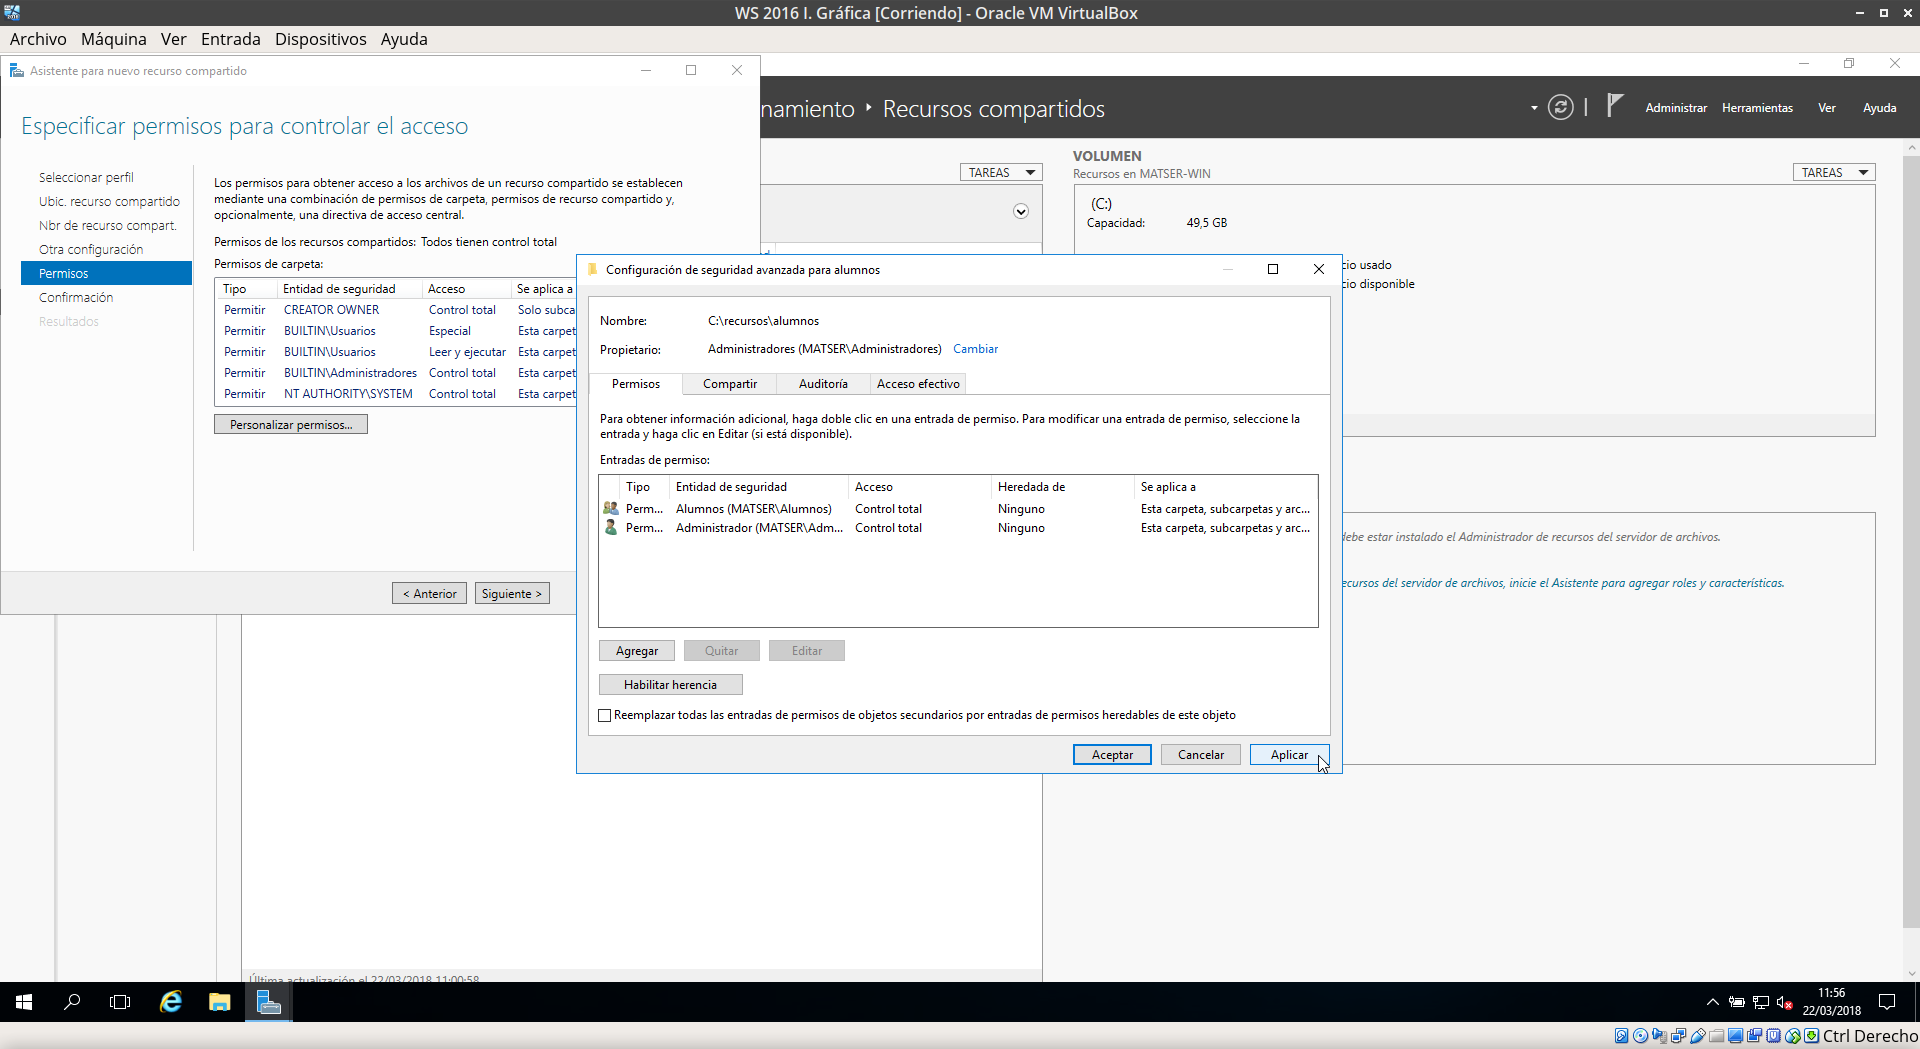 WS 2016 I. Gráfica [Corriendo] - Oracle VM VirtualBox
Archivo Máquina Ver Entrada Dispositivos Ayuda
Asistente para nuevo recurso compartido
Especificar permisos para controlar el acceso
Seleccionar perfil
Ubic. recurso compartido
Nbr de recurso compart.
Otra configuración
Permisos
Confirmación
Resultados
Los permisos para obtener acceso a los archivos de un recurso compartido se establecen
mediante una combinación de permisos de carpeta, permisos de recurso compartido y,
opcionalmente, una directiva de acceso central.
Permisos de los recursos compartidos: Todos tienen control total
Permisos de carpeta:
Tipo Entidad de seguridad Acceso Se aplica a
Permitir CREATOR OWNER Control total Solo subca
Permitir BUILTIN\Usuarios Especial Esta carpet
Permitir BUILTIN\Usuarios Leer y ejecutar Esta carpet
Permitir BUILTIN\Administradores Control total Esta carpet
Permitir NT AUTHORITY\SYSTEM Control total Esta carpet
Personalizar permisos...
< Anterior Siguiente >
namiento ‣ Recursos compartidos
Administrar Herramientas Ver Ayuda
TAREAS
VOLUMEN
Recursos en MATSER-WIN
TAREAS
(C:)
Capacidad: 49,5 GB
cio usado
cio disponible
debe estar instalado el Administrador de recursos del servidor de archivos.
ecursos del servidor de archivos, inicie el Asistente para agregar roles y características.
Configuración de seguridad avanzada para alumnos
Nombre: C:\recursos\alumnos
Propietario: Administradores (MATSER\Administradores) Cambiar
Permisos Compartir Auditoría Acceso efectivo
Para obtener información adicional, haga doble clic en una entrada de permiso. Para modificar una entrada de permiso, seleccione la
entrada y haga clic en Editar (si está disponible).
Entradas de permiso:
Tipo Entidad de seguridad Acceso Heredada de Se aplica a
Perm... Alumnos (MATSER\Alumnos) Control total Ninguno Esta carpeta, subcarpetas y arc...
Perm... Administrador (MATSER\Adm... Control total Ninguno Esta carpeta, subcarpetas y arc...
Agregar Quitar Editar
Habilitar herencia
Reemplazar todas las entradas de permisos de objetos secundarios por entradas de permisos heredables de este objeto
Aceptar Cancelar Aplicar
Última actualización el 22/03/2018 11:00:58
11:56
22/03/2018
Ctrl Derecho